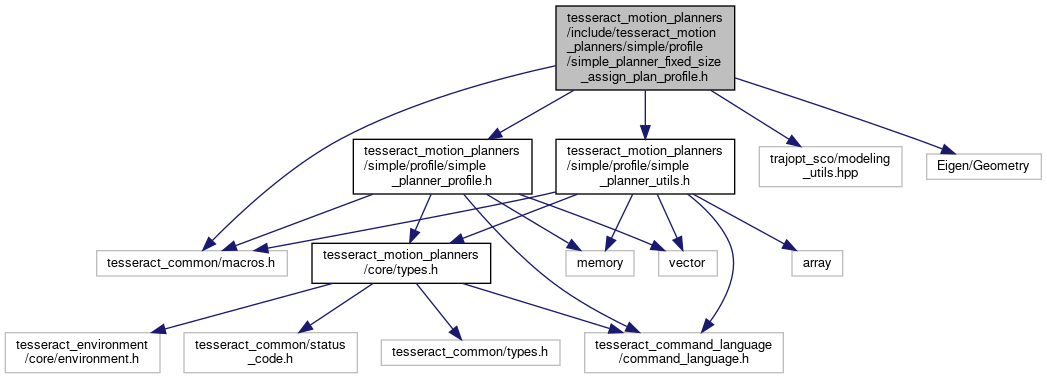 tesseract_motion_planners
/include/tesseract_motion
_planners/simple/profile
/simple_planner_fixed_size
_assign_plan_profile.h
tesseract_motion_planners
/simple/profile/simple
_planner_profile.h
tesseract_motion_planners
/simple/profile/simple
_planner_utils.h
trajopt_sco/modeling
_utils.hpp
Eigen/Geometry
tesseract_common/macros.h
tesseract_motion_planners
/core/types.h
memory
vector
array
tesseract_environment
/core/environment.h
tesseract_common/status
_code.h
tesseract_common/types.h
tesseract_command_language
/command_language.h